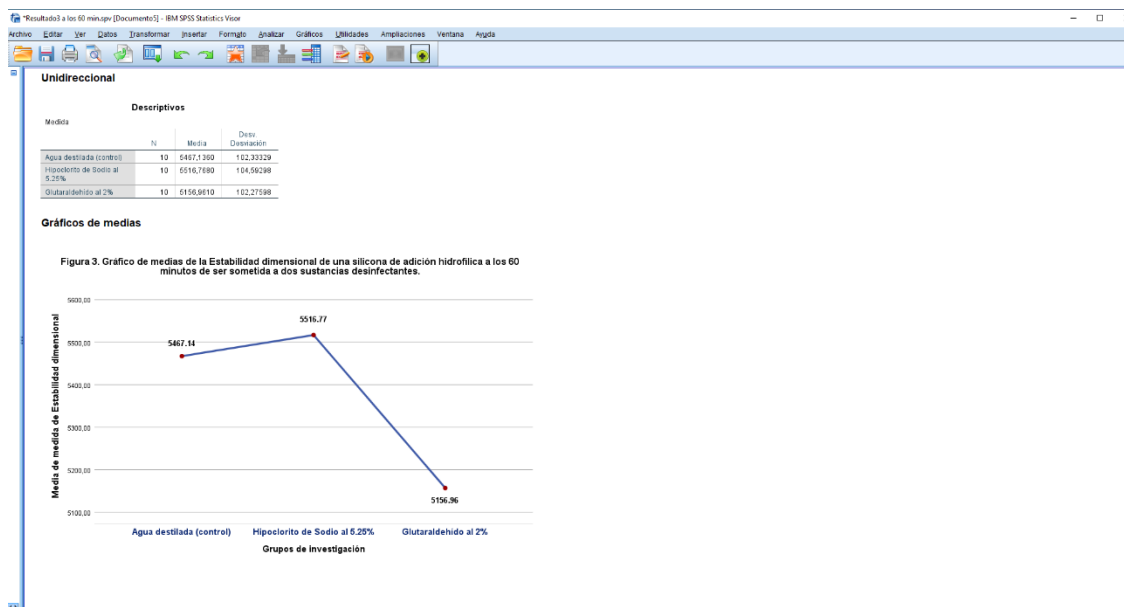 *Resultado3 a los 60 min.spv [Documento5] - IBM SPSS Statistics Visor
Archivo Editar Ver Datos Transformar Insertar Formato Analizar Gráficos Utilidades Ampliaciones Ventana Ayuda
Unidireccional
Descriptivos
Medida
N Media Desv. Desviación
Agua destilada (control) 10 5467,1360 102,33329
Hipoclorito de Sodio al 5.25% 10 5516,7680 104,59298
Glutaraldehido al 2% 10 5156,9610 102,27598
Gráficos de medias
Figura 3. Gráfico de medias de la Estabilidad dimensional de una silicona de adición hidrofílica a los 60
minutos de ser sometida a dos sustancias desinfectantes.
Media de medida de Estabilidad dimensional
5600,00
5500,00
5400,00
5300,00
5200,00
5100,00
5467.14
5516.77
5156.96
Agua destilada (control) Hipoclorito de Sodio al 5.25% Glutaraldehido al 2%
Grupos de investigación